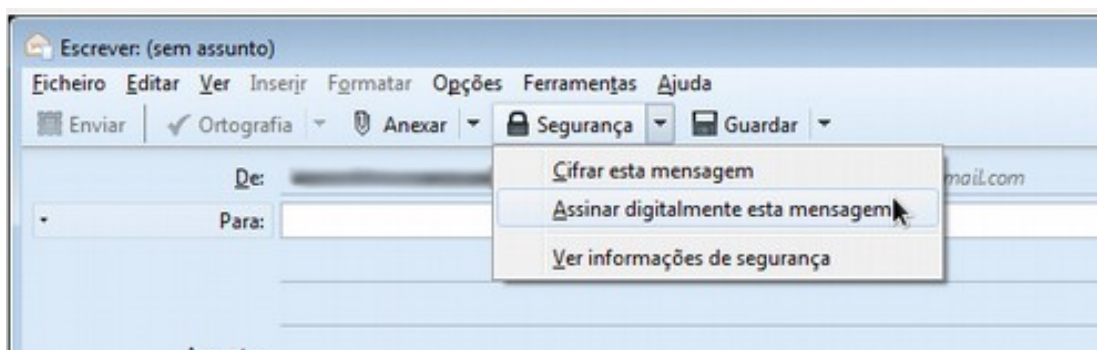 Escrever: (sem assunto)
Ficheiro Editar Ver Inserir Formatar Opções Ferramentas Ajuda
Enviar Ortografia Anexar Segurança Guardar
De: mail.com
Cifrar esta mensagem
Para:
Assinar digitalmente esta mensagem
Ver informações de segurança